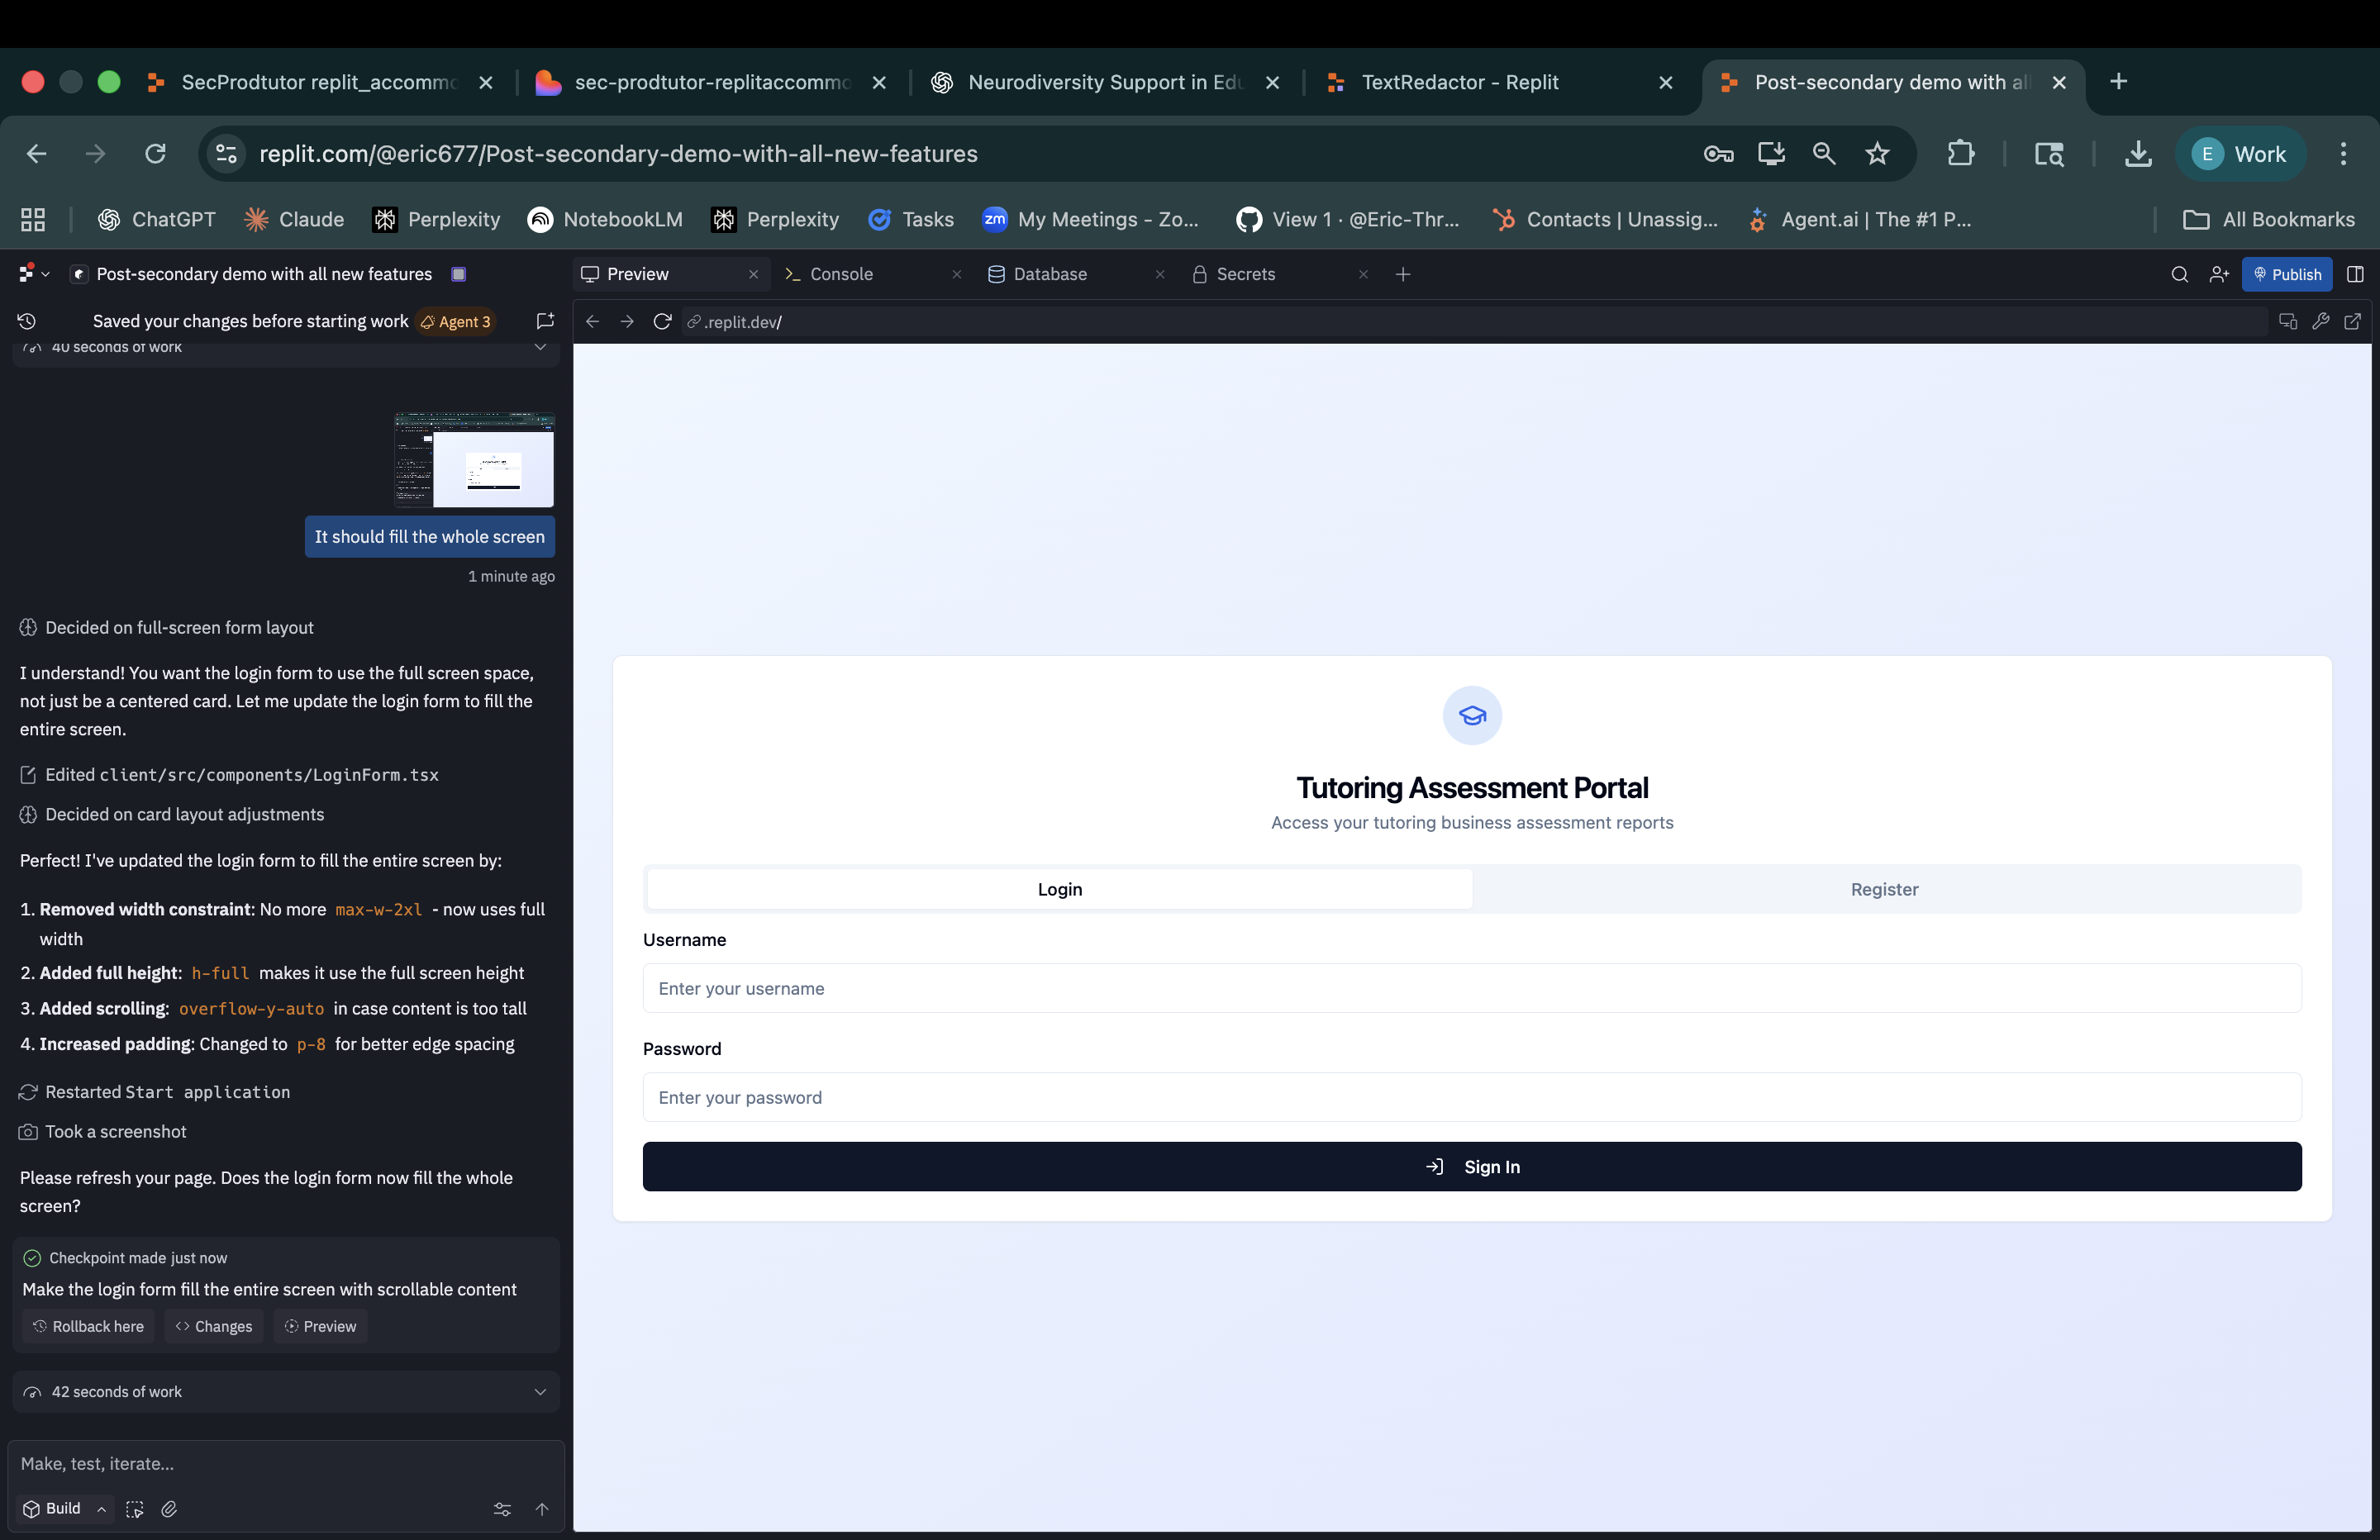 SecProdtutor replit_accommo
sec-prodtutor-replitaccommo
Neurodiversity Support in Edu
TextRedactor - Replit
Post-secondary demo with all
replit.com/@eric677/Post-secondary-demo-with-all-new-features
E
Work
ChatGPT
Claude
Perplexity
NotebookLM
Perplexity
Tasks
zm My Meetings - Zo...
View 1 · @Eric-Thr...
Contacts | Unassig...
Agent.ai | The #1 P...
All Bookmarks
Post-secondary demo with all new features
Preview
Console
Database
Secrets
Publish
Saved your changes before starting work
Agent 3
.replit.dev/
40 seconds of work
It should fill the whole screen
1 minute ago
Decided on full-screen form layout
I understand! You want the login form to use the full screen space,
not just be a centered card. Let me update the login form to fill the
entire screen.
Edited client/src/components/LoginForm.tsx
Decided on card layout adjustments
Perfect! I've updated the login form to fill the entire screen by:
1. Removed width constraint: No more max-w-2xl - now uses full
width
2. Added full height: h-full makes it use the full screen height
3. Added scrolling: overflow-y-auto in case content is too tall
4. Increased padding: Changed to p-8 for better edge spacing
Restarted Start application
Took a screenshot
Please refresh your page. Does the login form now fill the whole
screen?
Checkpoint made just now
Make the login form fill the entire screen with scrollable content
Rollback here
Changes
Preview
42 seconds of work
Make, test, iterate...
Build
Tutoring Assessment Portal
Access your tutoring business assessment reports
Login
Register
Username
Enter your username
Password
Enter your password
Sign In